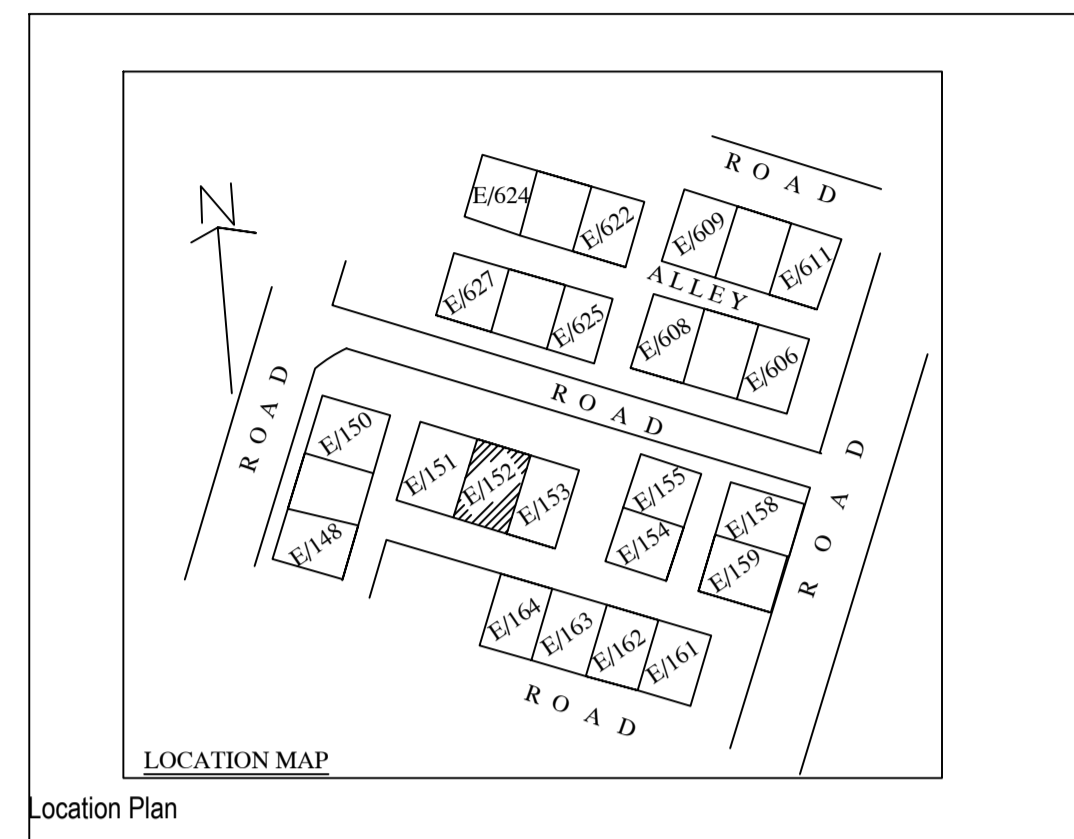 ROAD
N
E/624
E/622
E/609
E/611
ALLEY
E/627
E/625
E/608
E/606
ROAD
ROAD
E/150
E/148
E/151
E/152
E/153
E/155
E/154
E/158
E/159
ROAD
E/164
E/163
E/162
E/161
ROAD
LOCATION MAP
Location Plan